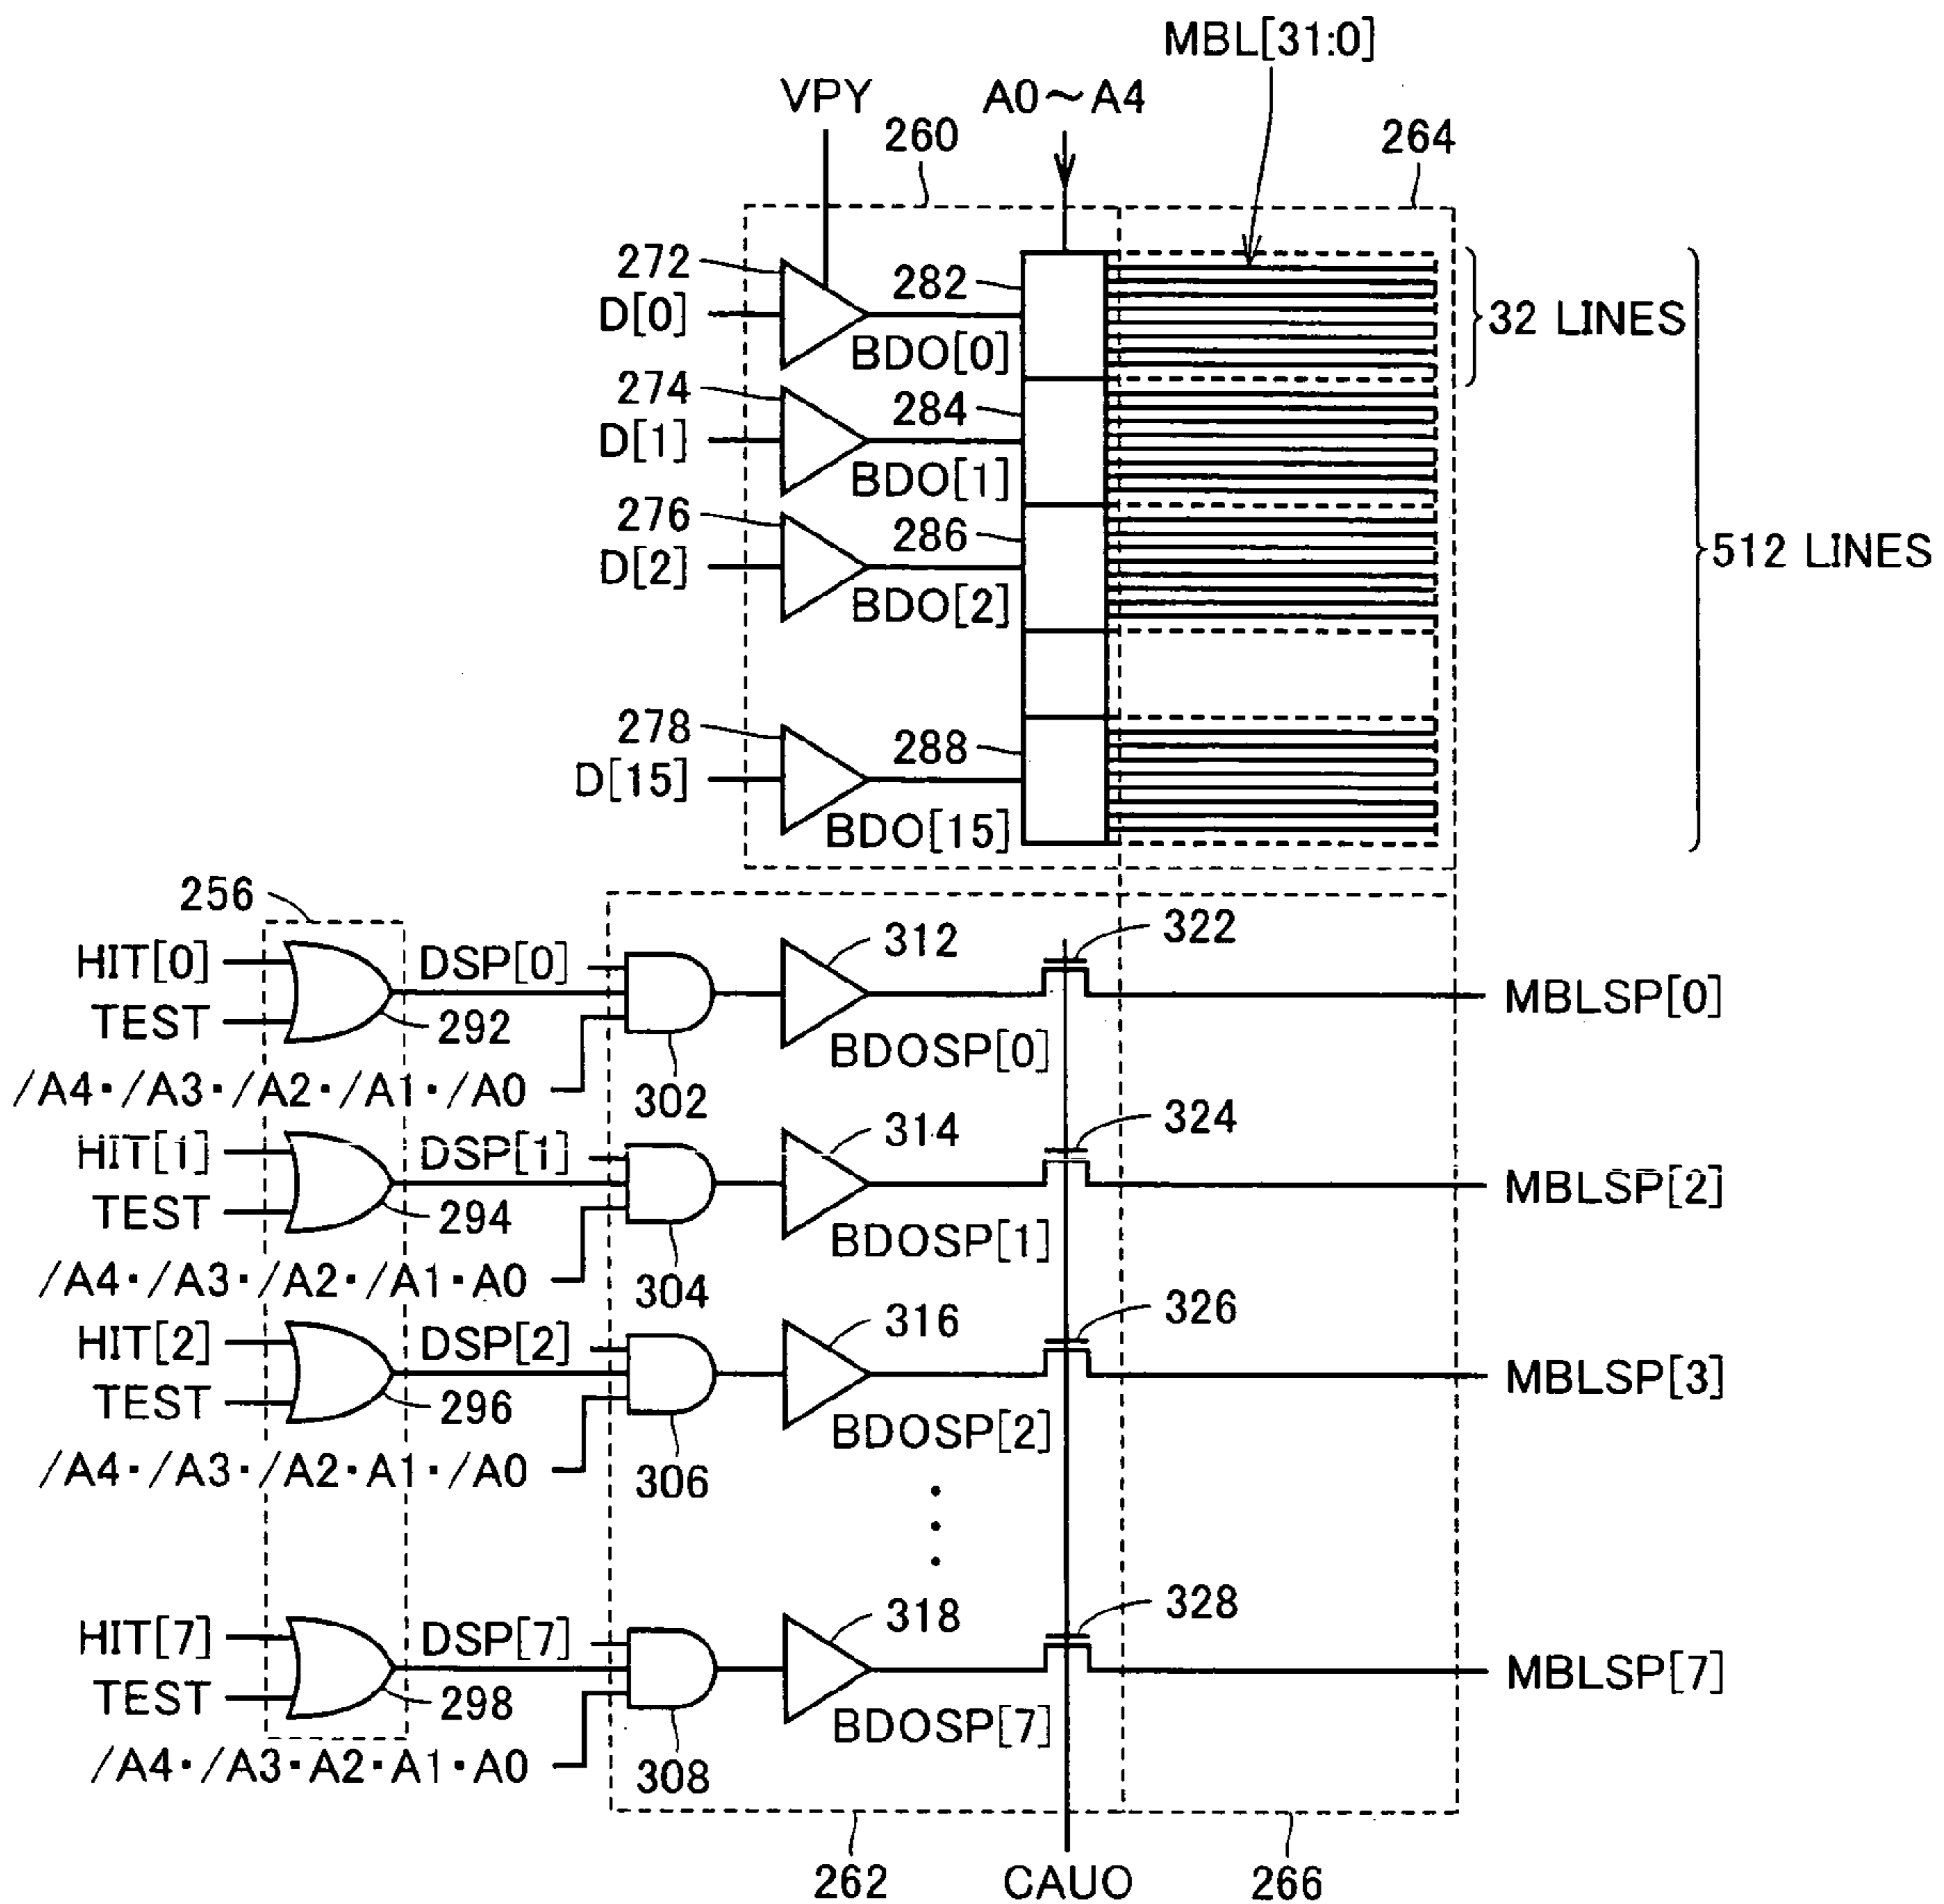 MBL[31:0]
VPY
A0~A4
260
264
272
D[0]
282
BDO[0]
32 LINES
274
D[1]
284
BDO[1]
276
D[2]
286
BDO[2]
512 LINES
278
D[15]
288
BDO[15]
256
HIT[0]
TEST
292
DSP[0]
/A4・/A3・/A2・/A1・/A0
302
312
BDOSP[0]
322
MBLSP[0]
HIT[1]
TEST
294
DSP[1]
/A4・/A3・/A2・/A1・A0
304
314
BDOSP[1]
324
MBLSP[2]
HIT[2]
TEST
296
DSP[2]
/A4・/A3・/A2・A1・/A0
306
316
BDOSP[2]
326
MBLSP[3]
HIT[7]
TEST
298
DSP[7]
/A4・/A3・A2・A1・A0
308
318
BDOSP[7]
328
MBLSP[7]
262
CAUO
266